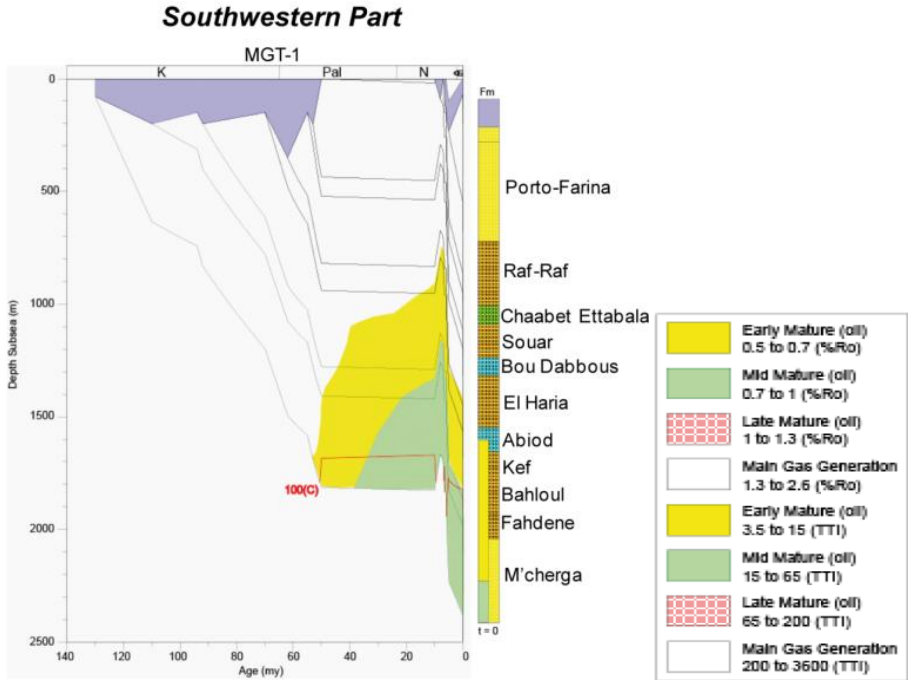 Southwestern Part
MGT-1
K Pal N
Fm
0
500
1000
1500
2000
2500
Depth Subsea (m)
140 120 100 80 60 40 20 0
Age (my)
100(C)
Porto-Farina
Raf-Raf
Chaabet Ettabala
Souar
Bou Dabbous
El Haria
Abiod
Kef
Bahloul
Fahdene
M'cherga
t = 0
Early Mature (oil)
0.5 to 0.7 (%Ro)
Mid Mature (oil)
0.7 to 1 (%Ro)
Late Mature (oil)
1 to 1.3 (%Ro)
Main Gas Generation
1.3 to 2.6 (%Ro)
Early Mature (oil)
3.5 to 15 (TTI)
Mid Mature (oil)
15 to 65 (TTI)
Late Mature (oil)
65 to 200 (TTI)
Main Gas Generation
200 to 3600 (TTI)